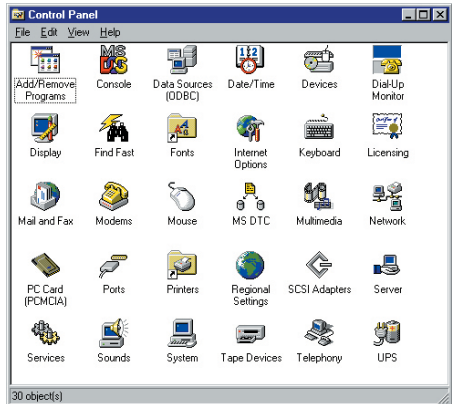 Control Panel
File Edit View Help
MS
DOS
12
Add/Remove
Programs
Console
Data Sources
(ODBC)
Date/Time
Devices
Dial-Up
Monitor
Display
Find Fast
Fonts
Internet
Options
Keyboard
Licensing
Mail and Fax
Modems
Mouse
MS DTC
Multimedia
Network
PC Card
(PCMCIA)
Ports
Printers
Regional
Settings
SCSI Adapters
Server
Services
Sounds
System
Tape Devices
Telephony
UPS
30 object(s)